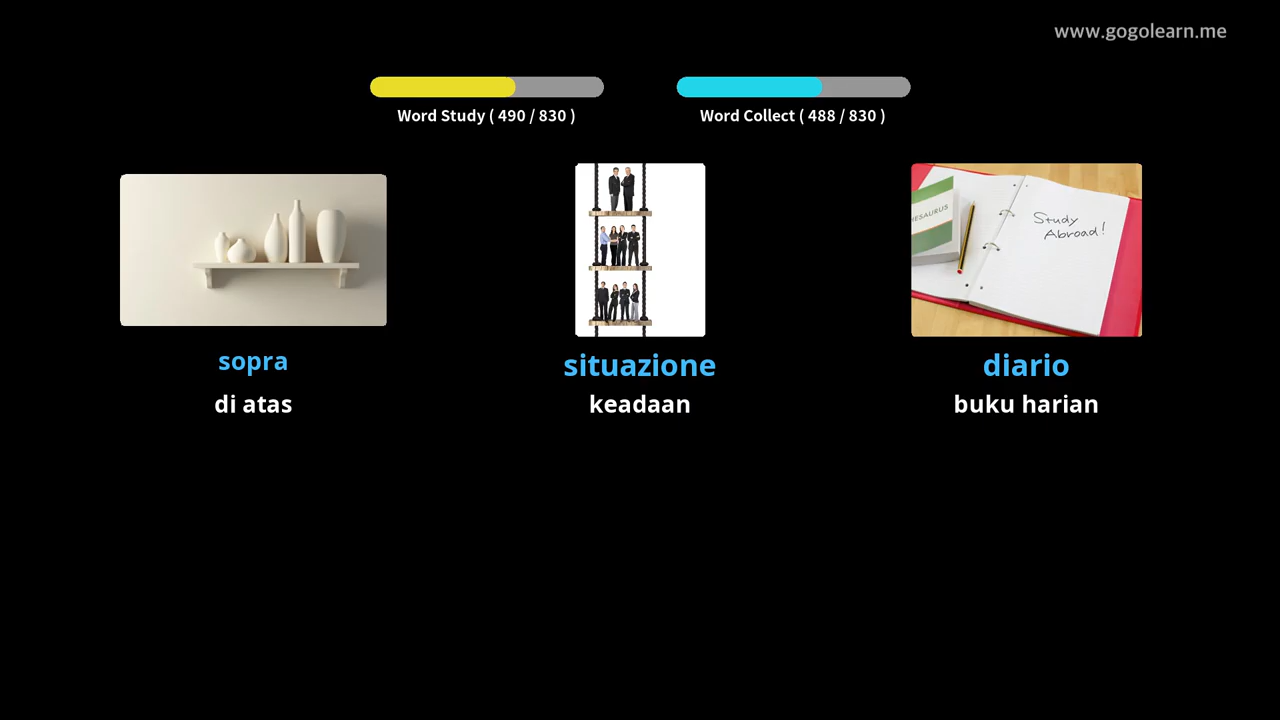 www.gogolearn.me
Word Study ( 490 / 830 )
Word Collect ( 488 / 830 )
ESAURUS
Study
Abroad!
sopra
situazione
diario
di atas
keadaan
buku harian